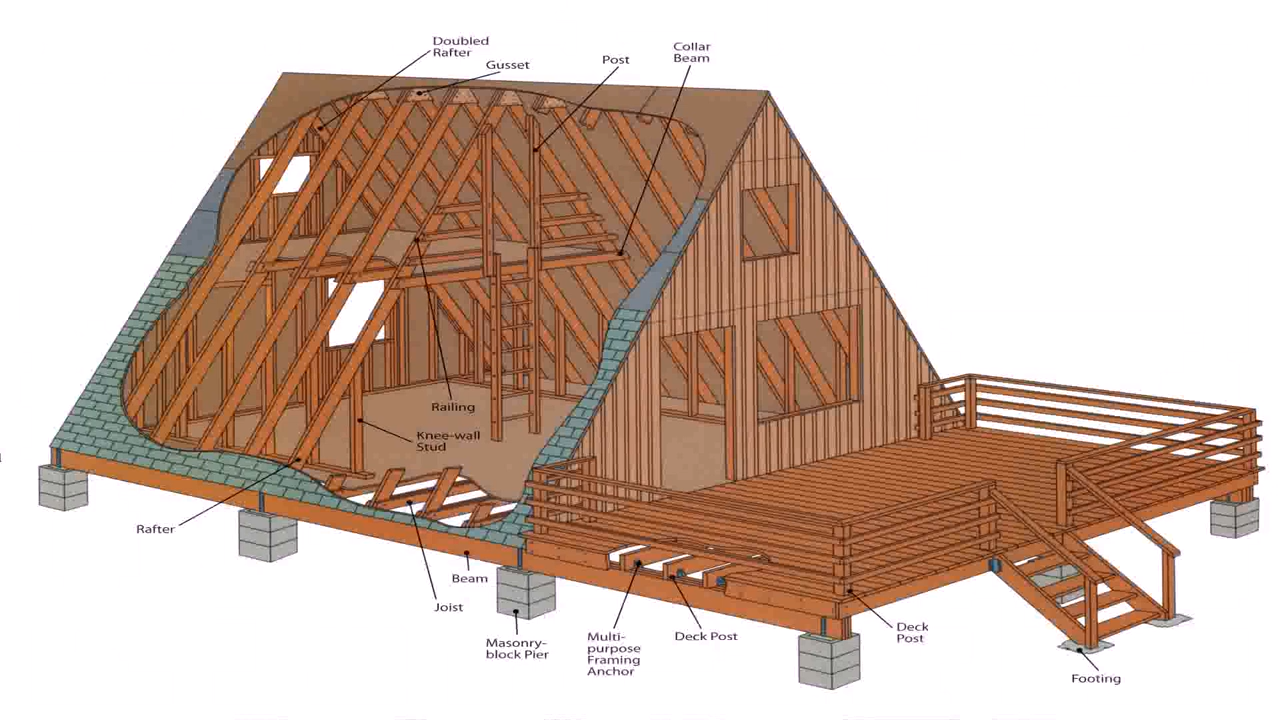 Doubled
Rafter
Gusset
Post
Collar
Beam
Railing
Knee-wall
Stud
Rafter
Beam
Joist
Masonry-
block Pier
Multi-
purpose
Framing
Anchor
Deck Post
Deck
Post
Footing